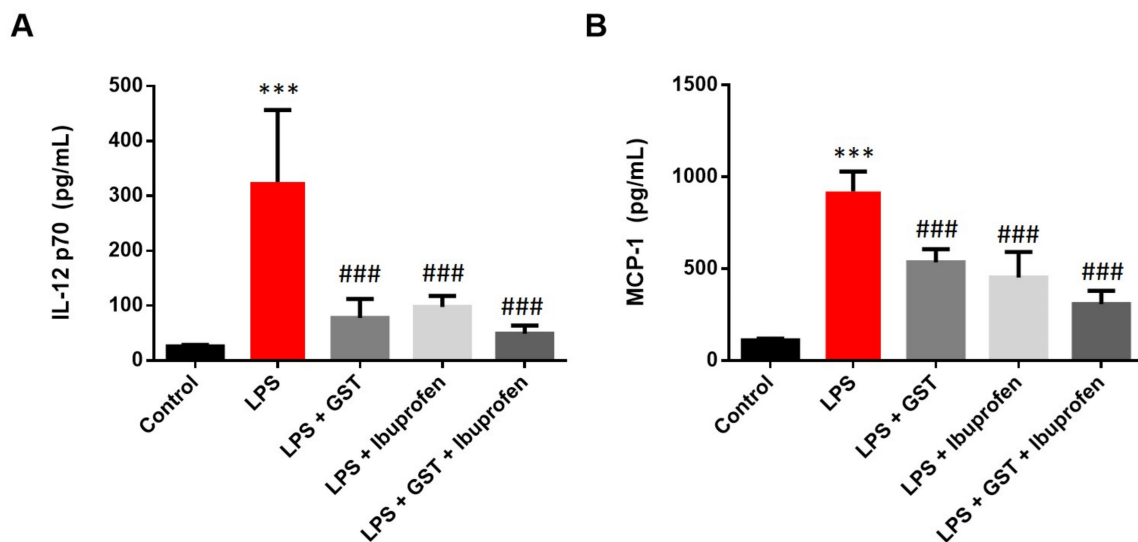 A
IL-12 p70 (pg/mL)
500
400
300
200
100
0
***
###
###
###
Control
LPS
LPS + GST
LPS + Ibuprofen
LPS + GST + Ibuprofen
B
MCP-1 (pg/mL)
1500
1000
500
0
***
###
###
###
Control
LPS
LPS + GST
LPS + Ibuprofen
LPS + GST + Ibuprofen